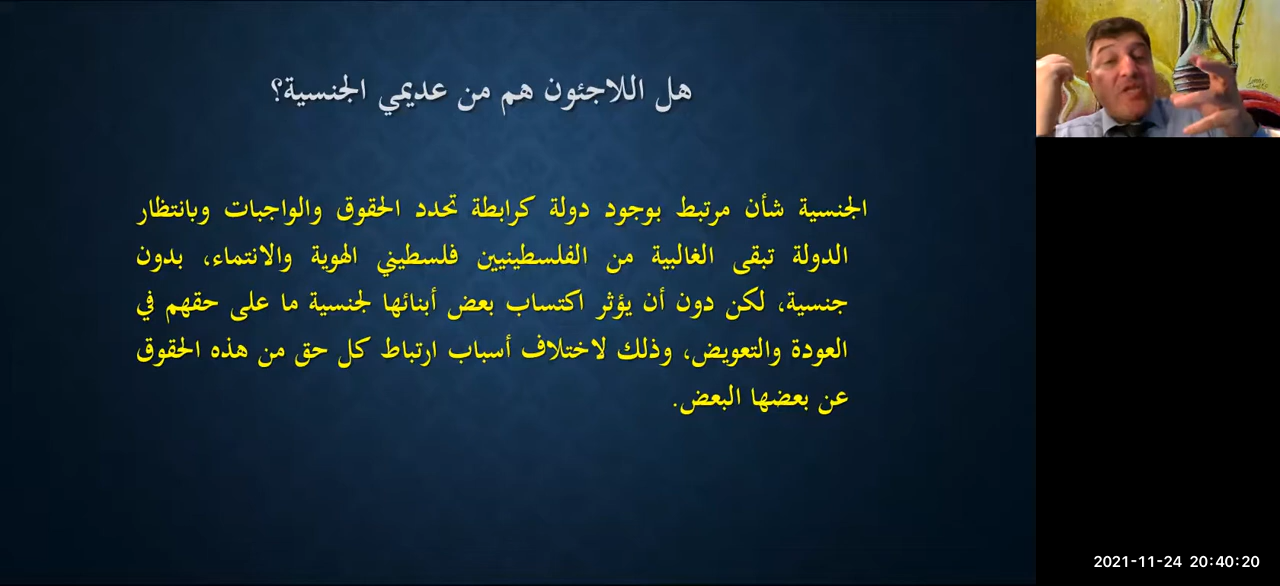 هل اللاجئون هم من عديمي الجنسية؟
الجنسية شأن مرتبط بوجود دولة كرابطة تحدد الحقوق والواجبات وبانتظار
الدولة تبقى الغالبية من الفلسطينيين فلسطيني الهوية والانتماء، بدون
جنسية، لكن دون أن يؤثر اكتساب بعض أبنائها لجنسية ما على حقهم في
العودة والتعويض، وذلك لاختلاف أسباب ارتباط كل حق من هذه الحقوق
عن بعضها البعض.
2021-11-24 20:40:20